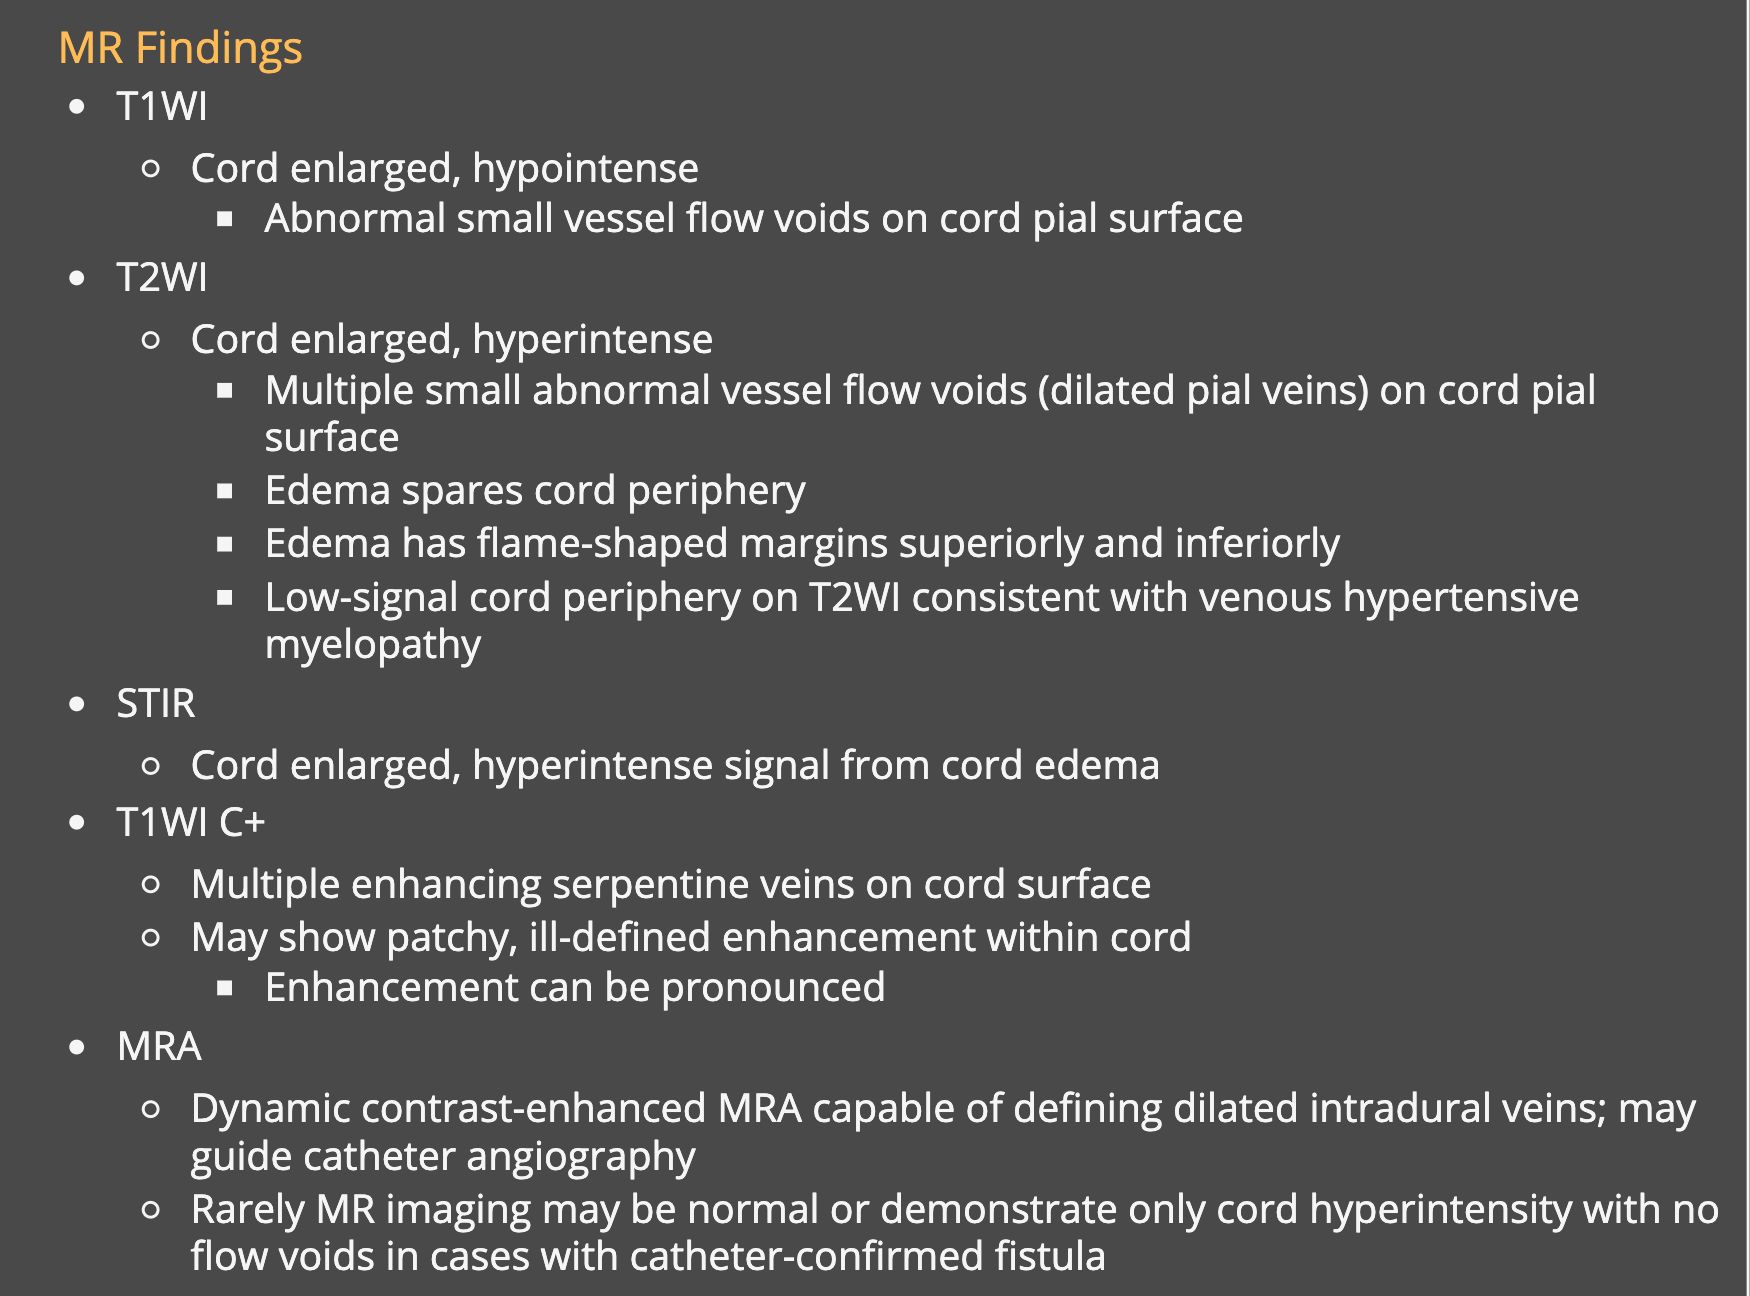 MR Findings
• T1WI
○ Cord enlarged, hypointense
▪ Abnormal small vessel flow voids on cord pial surface
• T2WI
○ Cord enlarged, hyperintense
▪ Multiple small abnormal vessel flow voids (dilated pial veins) on cord pial
surface
▪ Edema spares cord periphery
▪ Edema has flame-shaped margins superiorly and inferiorly
▪ Low-signal cord periphery on T2WI consistent with venous hypertensive
myelopathy
• STIR
○ Cord enlarged, hyperintense signal from cord edema
• T1WI C+
○ Multiple enhancing serpentine veins on cord surface
○ May show patchy, ill-defined enhancement within cord
▪ Enhancement can be pronounced
• MRA
○ Dynamic contrast-enhanced MRA capable of defining dilated intradural veins; may
guide catheter angiography
○ Rarely MR imaging may be normal or demonstrate only cord hyperintensity with no
flow voids in cases with catheter-confirmed fistula